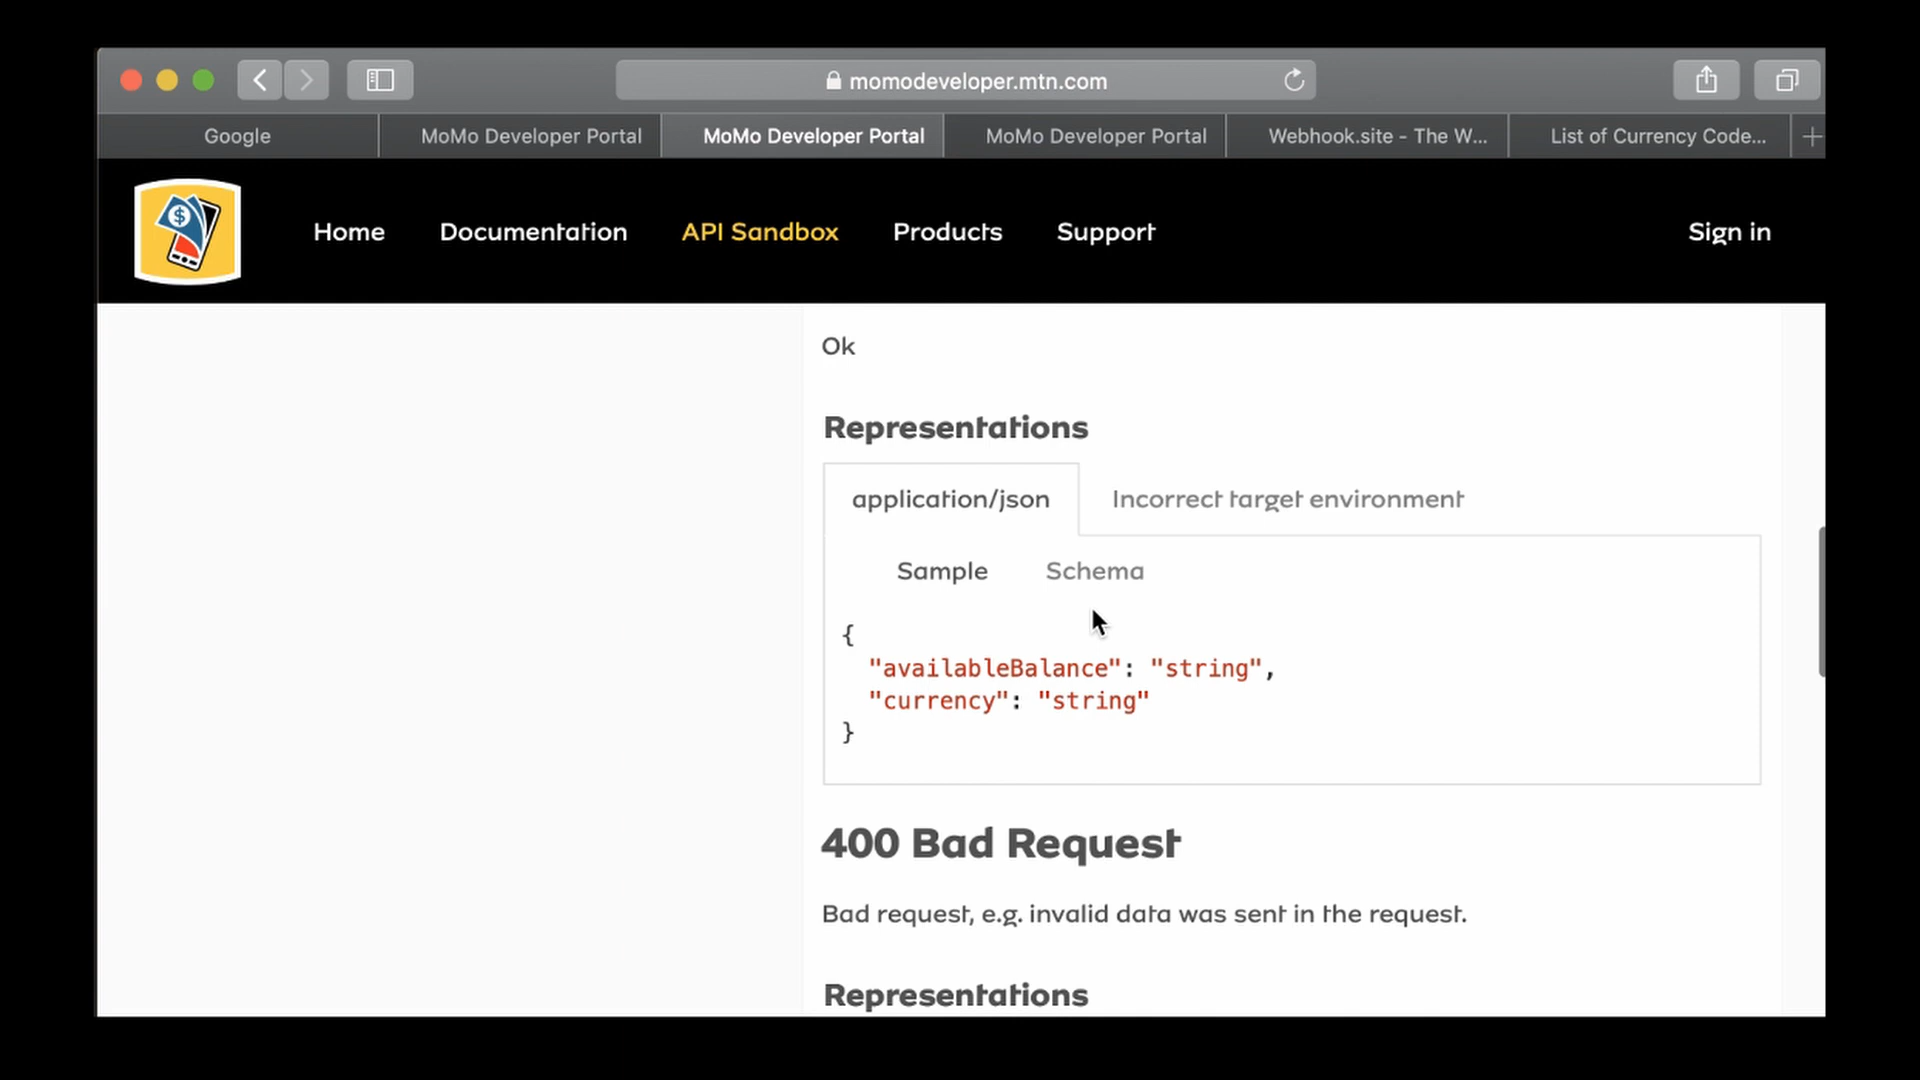 momodeveloper.mtn.com
Google
MoMo Developer Portal
MoMo Developer Portal
MoMo Developer Portal
Webhook.site - The W...
List of Currency Code...
$
Home
Documentation
API Sandbox
Products
Support
Sign in
Ok
Representations
application/json
Incorrect target environment
Sample
Schema
{
"availableBalance": "string",
"currency": "string"
}
400 Bad Request
Bad request, e.g. invalid data was sent in the request.
Representations